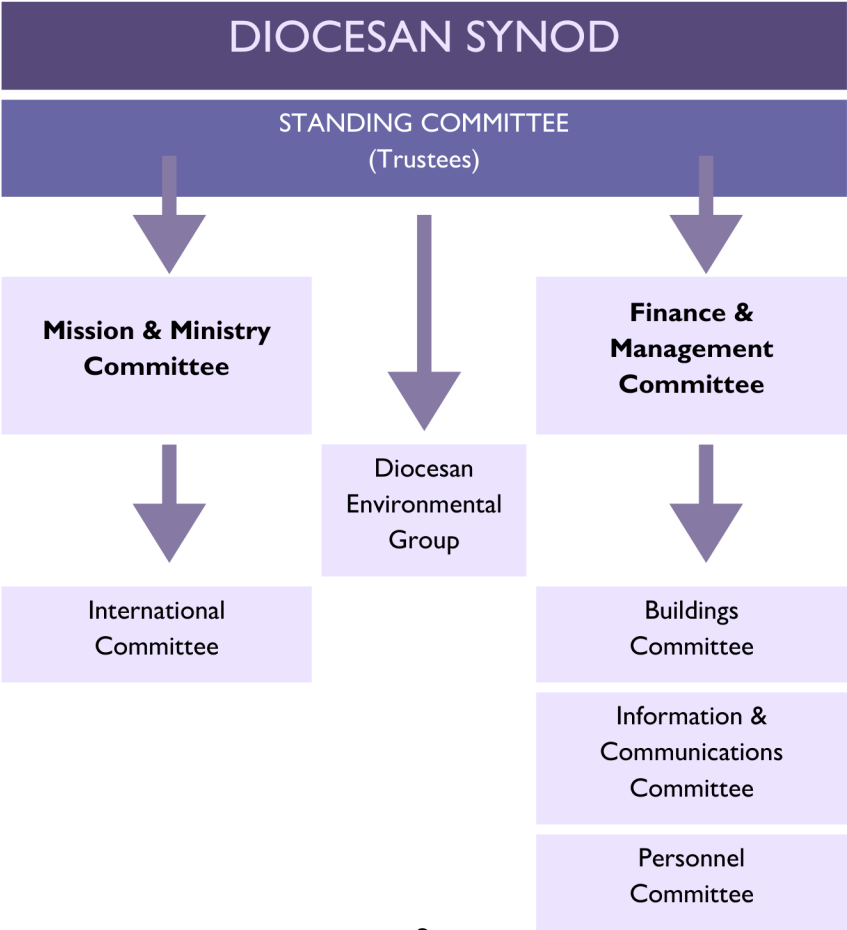 DIOCESAN SYNOD
STANDING COMMITTEE
(Trustees)
Mission & Ministry
Committee
Finance &
Management
Committee
Diocesan
Environmental
Group
International
Committee
Buildings
Committee
Information &
Communications
Committee
Personnel
Committee